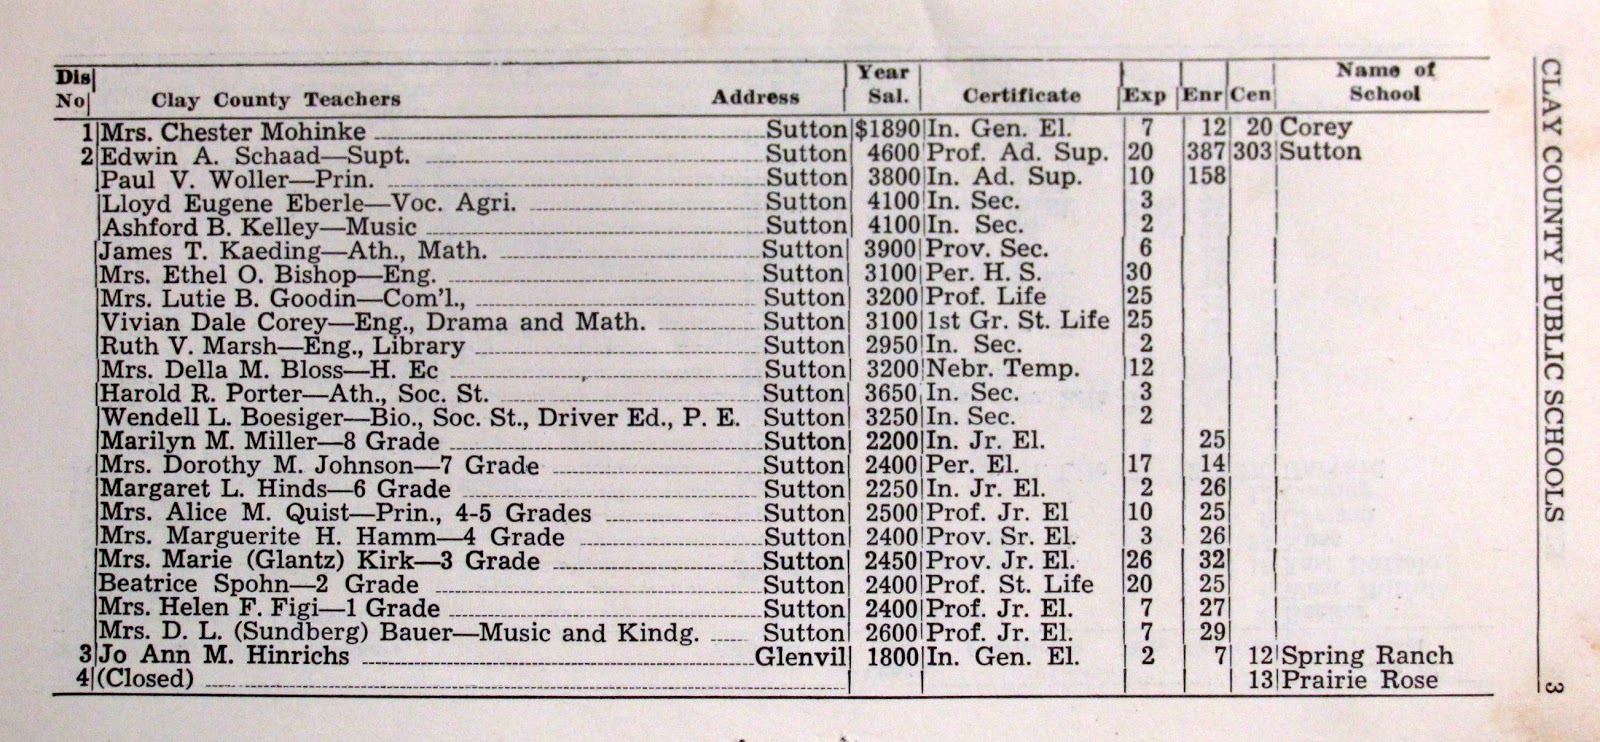 Dis No Clay County Teachers Address Year Sal. Certificate Exp Enr Cen Name of School
1 Mrs. Chester Mohinke Sutton $1890 In. Gen. El. 7 12 20 Corey
2 Edwin A. Schaad—Supt. Sutton 4600 Prof. Ad. Sup. 20 387 303 Sutton
Paul V. Woller—Prin. Sutton 3800 In. Ad. Sup. 10 158
Lloyd Eugene Eberle—Voc. Agri. Sutton 4100 In. Sec. 3
Ashford B. Kelley—Music Sutton 4100 In. Sec. 2
James T. Kaeding—Ath., Math. Sutton 3900 Prov. Sec. 6
Mrs. Ethel O. Bishop—Eng. Sutton 3100 Per. H. S. 30
Mrs. Lutie B. Goodin—Com'l., Sutton 3200 Prof. Life 25
Vivian Dale Corey—Eng., Drama and Math. Sutton 3100 1st Gr. St. Life 25
Ruth V. Marsh—Eng., Library Sutton 2950 In. Sec. 2
Mrs. Della M. Bloss—H. Ec Sutton 3200 Nebr. Temp. 12
Harold R. Porter—Ath., Soc. St. Sutton 3650 In. Sec. 3
Wendell L. Boesiger—Bio., Soc. St., Driver Ed., P. E. Sutton 3250 In. Sec. 2
Marilyn M. Miller—8 Grade Sutton 2200 In. Jr. El. 25
Mrs. Dorothy M. Johnson—7 Grade Sutton 2400 Per. El. 17 14
Margaret L. Hinds—6 Grade Sutton 2250 In. Jr. El. 2 26
Mrs. Alice M. Quist—Prin., 4-5 Grades Sutton 2500 Prof. Jr. El 10 25
Mrs. Marguerite H. Hamm—4 Grade Sutton 2400 Prov. Sr. El. 3 26
Mrs. Marie (Glantz) Kirk—3 Grade Sutton 2450 Prov. Jr. El. 26 32
Beatrice Spohn—2 Grade Sutton 2400 Prof. St. Life 20 25
Mrs. Helen F. Figi—1 Grade Sutton 2400 Prof. Jr. El. 7 27
Mrs. D. L. (Sundberg) Bauer—Music and Kindg. Sutton 2600 Prof. Jr. El. 7 29
3 Jo Ann M. Hinrichs Glenvil 1800 In. Gen. El. 2 7 12 Spring Ranch
4 (Closed) 13 Prairie Rose
CLAY COUNTY PUBLIC SCHOOLS 3